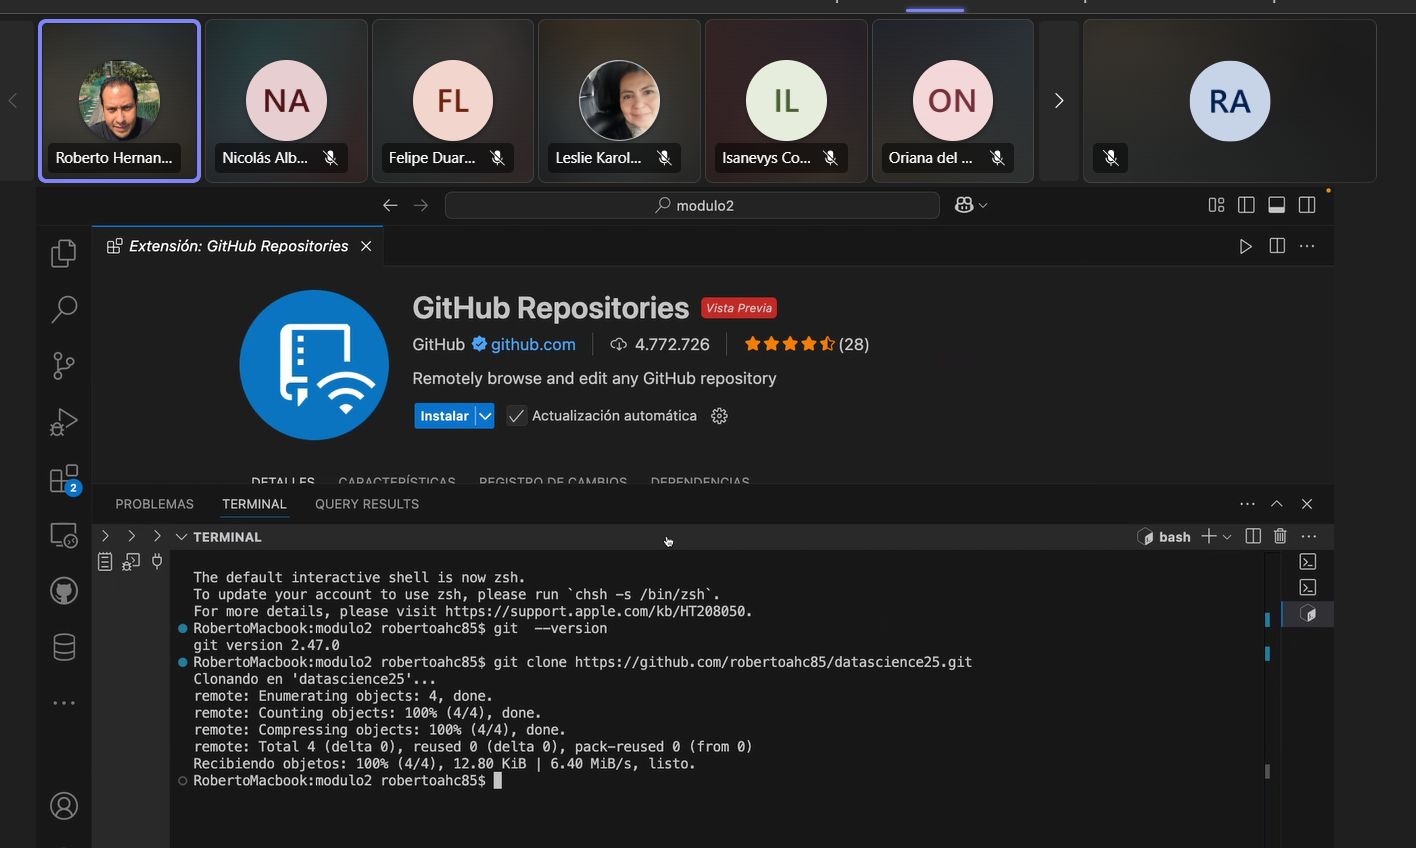 NA
FL
IL
ON
RA
Roberto Hernan...
Nicolás Alb...
Felipe Duar...
Leslie Karol...
Isanevys Co...
Oriana del ...
modulo2
Extensión: GitHub Repositories
GitHub Repositories
Vista Previa
GitHub github.com 4.772.726 (28)
Remotely browse and edit any GitHub repository
Instalar Actualización automática
DETALLES CARACTERÍSTICAS REGISTRO DE CAMBIOS DEPENDENCIAS
2
PROBLEMAS TERMINAL QUERY RESULTS
TERMINAL
bash
The default interactive shell is now zsh.
To update your account to use zsh, please run `chsh -s /bin/zsh`.
For more details, please visit https://support.apple.com/kb/HT208050.
RobertoMacbook:modulo2 robertoahc85$ git  --version
git version 2.47.0
RobertoMacbook:modulo2 robertoahc85$ git clone https://github.com/robertoahc85/datascience25.git
Clonando en 'datascience25'...
remote: Enumerating objects: 4, done.
remote: Counting objects: 100% (4/4), done.
remote: Compressing objects: 100% (4/4), done.
remote: Total 4 (delta 0), reused 0 (delta 0), pack-reused 0 (from 0)
Recibiendo objetos: 100% (4/4), 12.80 KiB | 6.40 MiB/s, listo.
RobertoMacbook:modulo2 robertoahc85$